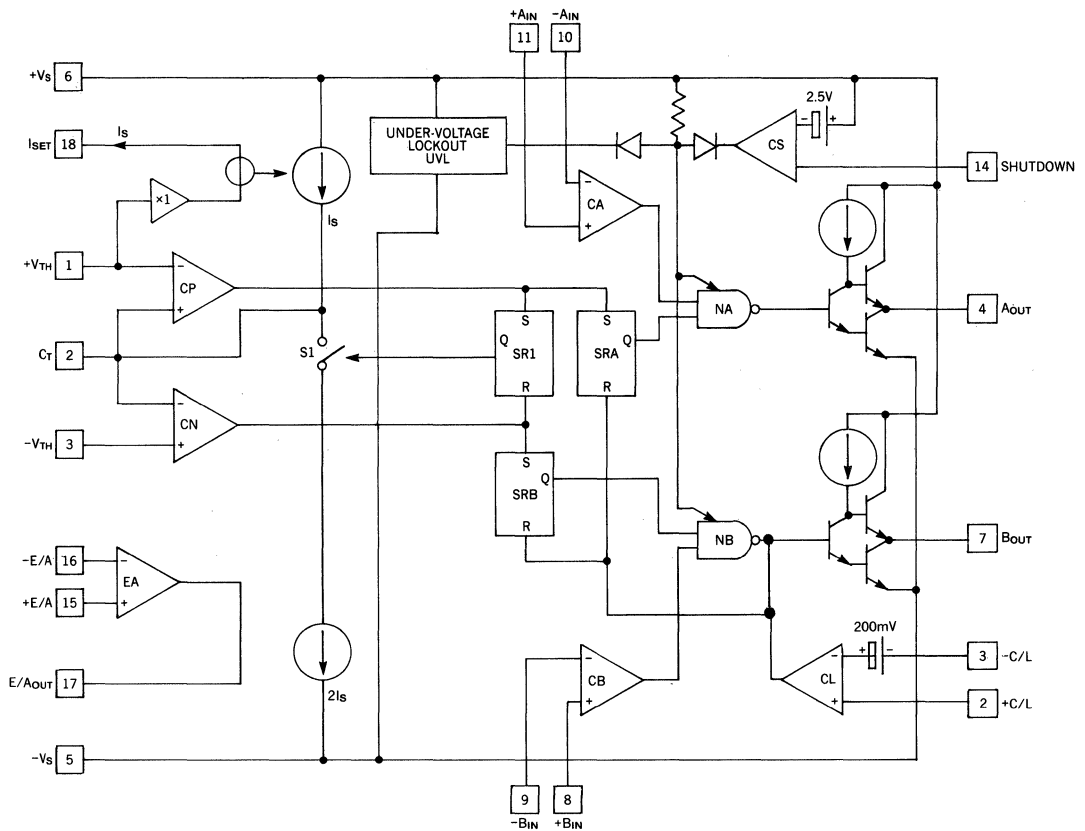 +AIN -AIN
11 10
+VS 6
2.5V
- +
IS
ISET 18
UNDER-VOLTAGE
LOCKOUT
UVL
CS
14 SHUTDOWN
×1
IS
-
CA
+
+VTH 1
-
CP
+
S
Q
SR1
R
S
SRA
Q
R
NA
4 AOUT
CT 2
S1
-
CN
+
-VTH 3
S
Q
SRB
R
NB
7 BOUT
-E/A 16
-
EA
+
+E/A 15
200mV
+ -
3 -C/L
-
CL
+
2 +C/L
E/AOUT 17
2IS
-
CB
+
-VS 5
9 8
-BIN +BIN